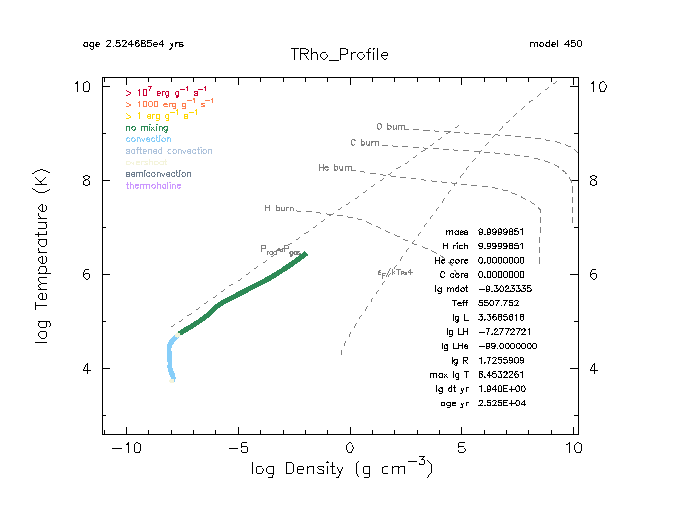 age 2.524685e4 yrs
model 450
TRho_Profile
> 10^7 erg g^-1 s^-1
> 1000 erg g^-1 s^-1
> 1 erg g^-1 s^-1
no mixing
convection
softened convection
overshoot
semiconvection
thermohaline
O burn
C burn
He burn
H burn
P_rad≈P_gas
ε_F/kT≈4
mass 9.9999851
H rich 9.9999851
He core 0.0000000
C core 0.0000000
lg mdot −9.3023335
Teff 5507.752
lg L 3.3685618
lg LH −7.2772721
lg LHe −99.0000000
lg R 1.7255909
max lg T 6.4532261
lg dt yr 1.940E+00
age yr 2.525E+04
10
8
6
4
10
8
6
4
−10
−5
0
5
10
log Temperature (K)
log Density (g cm^−3)